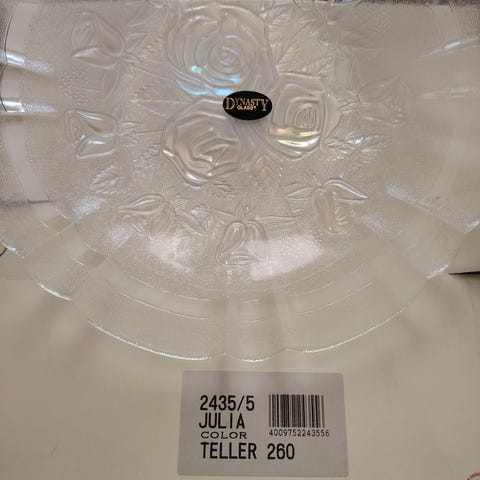 DYNASTY
GLASS
2435/5
JULIA
COLOR
4009752243556
TELLER 260